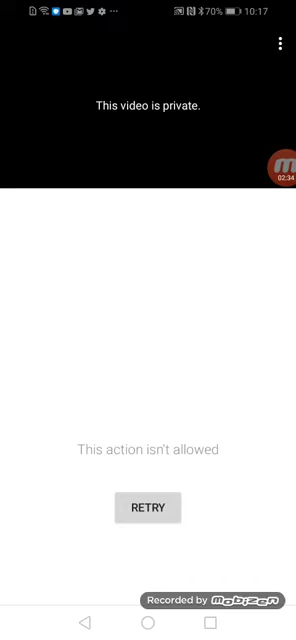 70% 10:17
This video is private.
02:34
This action isn't allowed
RETRY
Recorded by mobizen